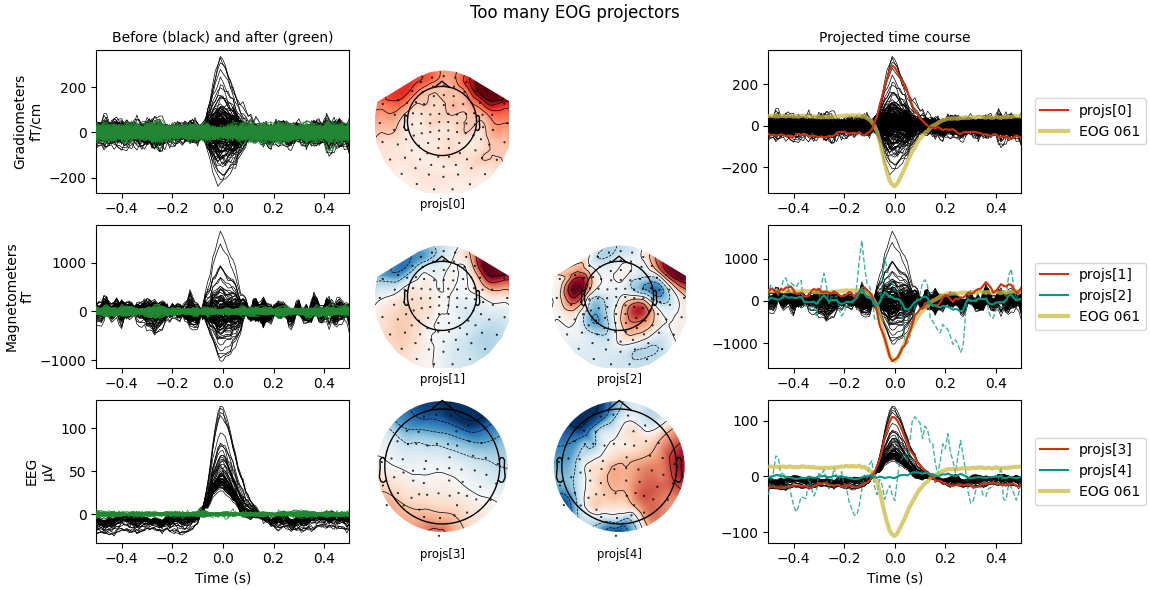 Too many EOG projectors
Before (black) and after (green)
Projected time course
Gradiometers
fT/cm
200
0
−200
−0.4 −0.2 0.0 0.2 0.4
projs[0]
200
0
−200
−0.4 −0.2 0.0 0.2 0.4
projs[0]
EOG 061
Magnetometers
fT
1000
0
−1000
−0.4 −0.2 0.0 0.2 0.4
projs[1]
projs[2]
1000
0
−1000
−0.4 −0.2 0.0 0.2 0.4
projs[1]
projs[2]
EOG 061
EEG
µV
100
50
0
−0.4 −0.2 0.0 0.2 0.4
Time (s)
projs[3]
projs[4]
100
0
−100
−0.4 −0.2 0.0 0.2 0.4
Time (s)
projs[3]
projs[4]
EOG 061